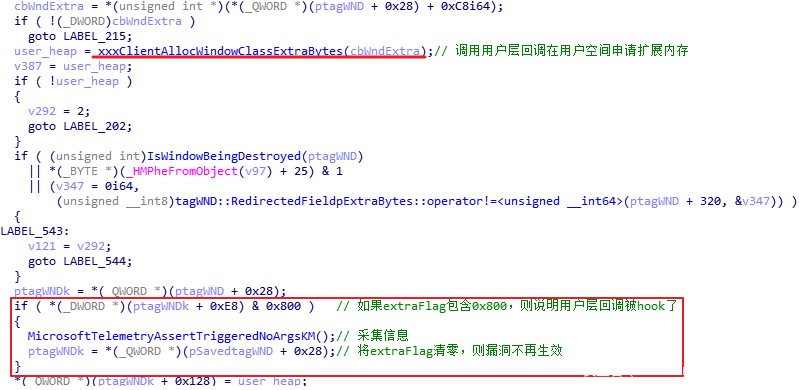 cbWndExtra = *(unsigned int *)(*(_QWORD *)(ptagWND + 0x28) + 0xC8i64);
if ( !(_DWORD)cbWndExtra )
goto LABEL_215;
user_heap = xxxClientAllocWindowClassExtraBytes(cbWndExtra);// 调用用户层回调在用户空间申请扩展内存
v387 = user_heap;
if ( !user_heap )
{
v292 = 2;
goto LABEL_202;
}
if ( (unsigned int)IsWindowBeingDestroyed(ptagWND)
|| *(_BYTE *)(_HMPheFromObject(v97) + 25) & 1
|| (v347 = 0i64,
(unsigned __int8)tagWND::RedirectedFieldpExtraBytes::operator!=<unsigned __int64>(ptagWND + 320, &v347)) )
{
LABEL_543:
v121 = v292;
goto LABEL_544;
}
ptagWNDk = *(_QWORD *)(ptagWND + 0x28);
if ( *(_DWORD *)(ptagWNDk + 0xE8) & 0x800 ) // 如果extraFlag包含0x800，则说明用户层回调被hook了
{
MicrosoftTelemetryAssertTriggeredNoArgsKM();// 采集信息
ptagWNDk = *(_QWORD *)(pSavedtagWND + 0x28);// 将extraFlag清零，则漏洞不再生效
}
*(_QWORD *)(ptagWNDk + 0x128) = user_heap;